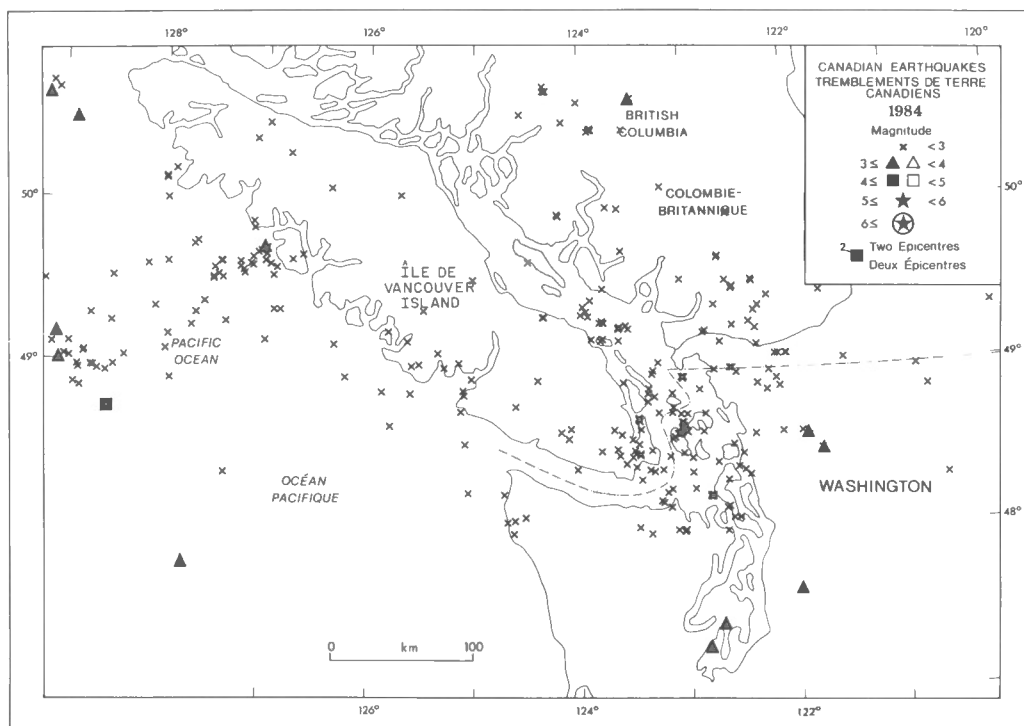 128°
126°
124°
122°
120°
CANADIAN EARTHQUAKES
TREMBLEMENTS DE TERRE
CANADIENS
1984
Magnitude
<3
3≤ <4
4≤ <5
5≤ <6
6≤
2 Two Epicentres
Deux Épicentres
BRITISH
COLUMBIA
50°
50°
COLOMBIE-
BRITANNIQUE
ÎLE DE
VANCOUVER
ISLAND
PACIFIC
OCEAN
49°
49°
OCÉAN
PACIFIQUE
WASHINGTON
48°
48°
0 km 100
126°
124°
122°